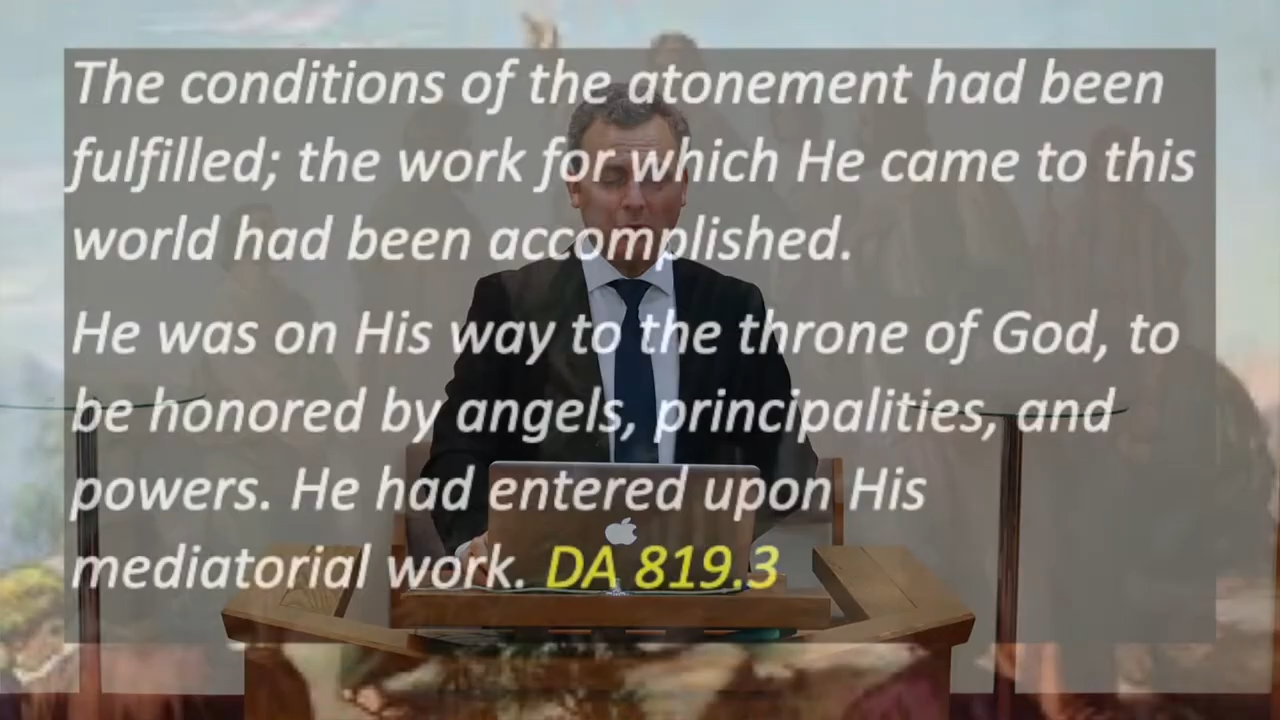 The conditions of the atonement had been
fulfilled; the work for which He came to this
world had been accomplished.
He was on His way to the throne of God, to
be honored by angels, principalities, and
powers. He had entered upon His
mediatorial work. DA 819.3